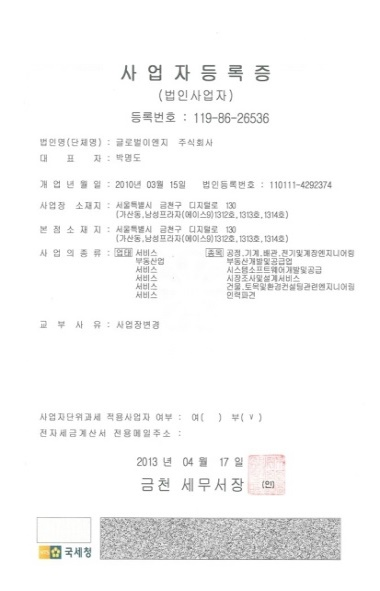 사 업 자 등 록 증
(법인사업자)
등록번호 : 119-86-26536
법인명(단체명) : 글로벌이엔지 주식회사
대 표 자 : 박명도
개 업 년 월 일 : 2010년 03월 15일 법인등록번호 : 110111-4292374
사업장 소재지 : 서울특별시 금천구 디지털로 130
(가산동,남성프라자(에이스9)1312호,1313호,1314호)
본 점 소 재 지 : 서울특별시 금천구 디지털로 130
(가산동,남성프라자(에이스9)1312호,1313호,1314호)
사 업 의 종 류 : 업태 서비스 종목 공정,기계,배관,전기및계장엔지니어링
부동산업 부동산개발및공급업
서비스 시스템소프트웨어개발및공급
서비스 시장조사및설계서비스
서비스 건물,토목및환경컨설팅관련엔지니어링
서비스 인력파견
교 부 사 유 : 사업장변경
사업자단위과세 적용사업자 여부 : 여( ) 부( v )
전자세금계산서 전용메일주소 :
2013 년 04 월 17 일
금천 세무서장 (인)
국세청